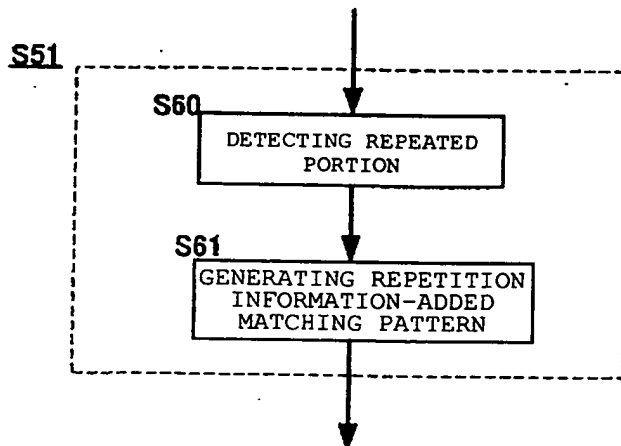 S51
S60
DETECTING REPEATED
PORTION
S61
GENERATING REPETITION
INFORMATION-ADDED
MATCHING PATTERN